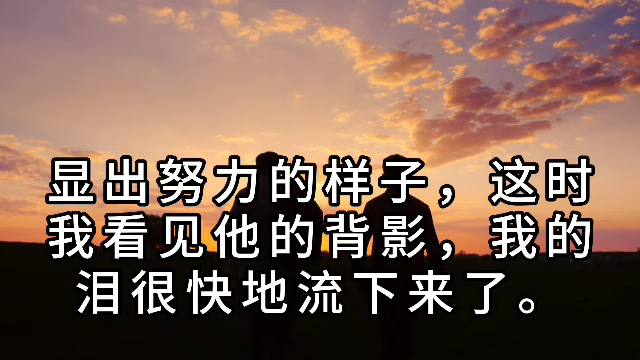 显出努力的样子，这时
我看见他的背影，我的
泪很快地流下来了。